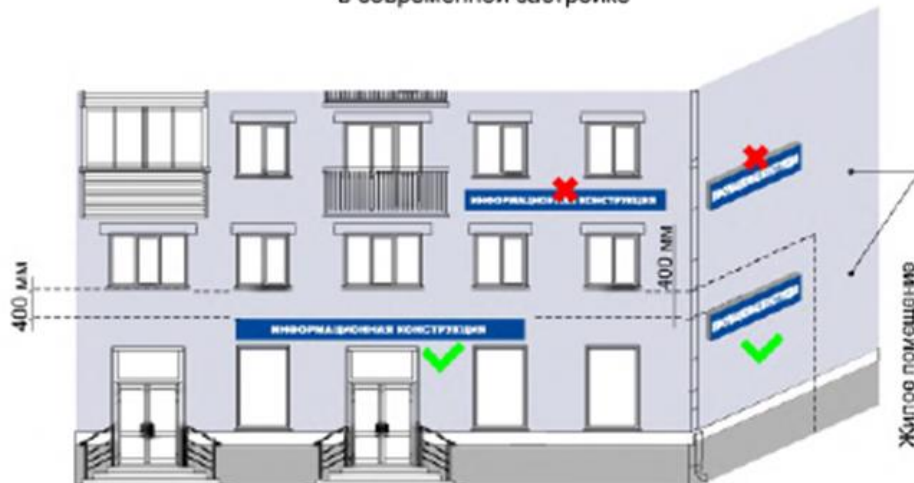 в современной застройке
ИНФОРМАЦИОННАЯ КОНСТРУКЦИЯ
400 мм
400 мм
ИНФОРМАЦИОННАЯ КОНСТРУКЦИЯ
Жилое помещение